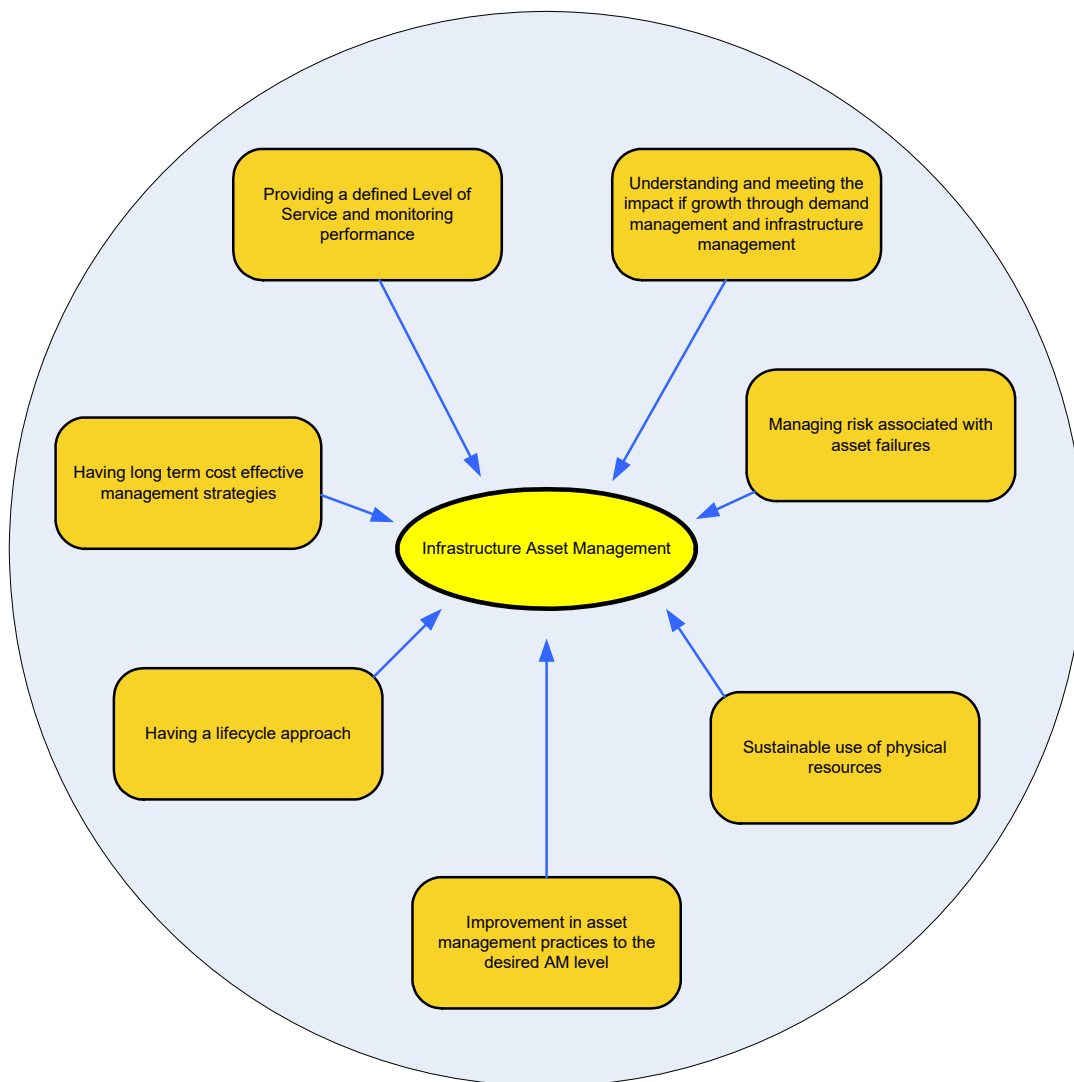 Providing a defined Level of
Service and monitoring
performance
Understanding and meeting the
impact if growth through demand
management and infrastructure
management
Managing risk associated with
asset failures
Having long term cost effective
management strategies
Infrastructure Asset Management
Having a lifecycle approach
Sustainable use of physical
resources
Improvement in asset
management practices to the
desired AM level